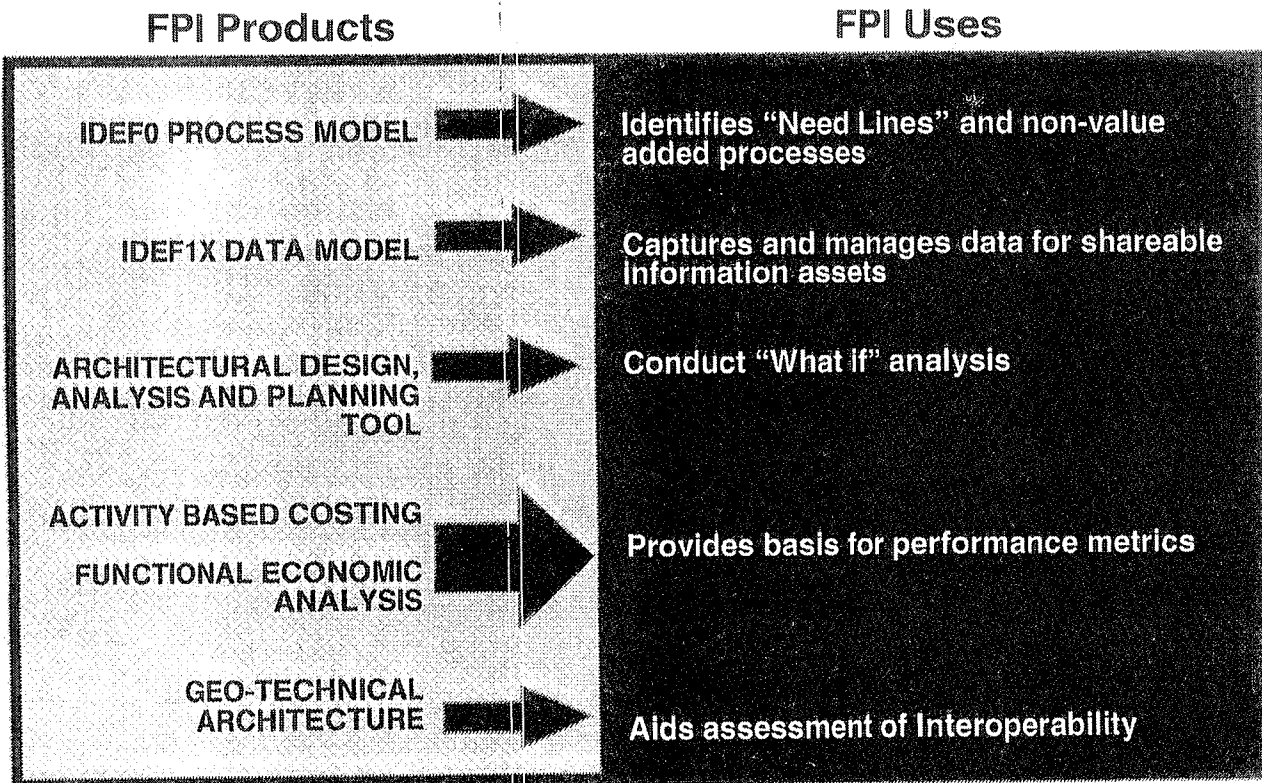 FPI Products
FPI Uses
IDEF0 PROCESS MODEL
Identifies “Need Lines” and non-value
added processes
IDEF1X DATA MODEL
Captures and manages data for shareable
information assets
ARCHITECTURAL DESIGN,
ANALYSIS AND PLANNING
TOOL
Conduct “What if” analysis
ACTIVITY BASED COSTING
FUNCTIONAL ECONOMIC
ANALYSIS
Provides basis for performance metrics
GEO-TECHNICAL
ARCHITECTURE
Aids assessment of Interoperability